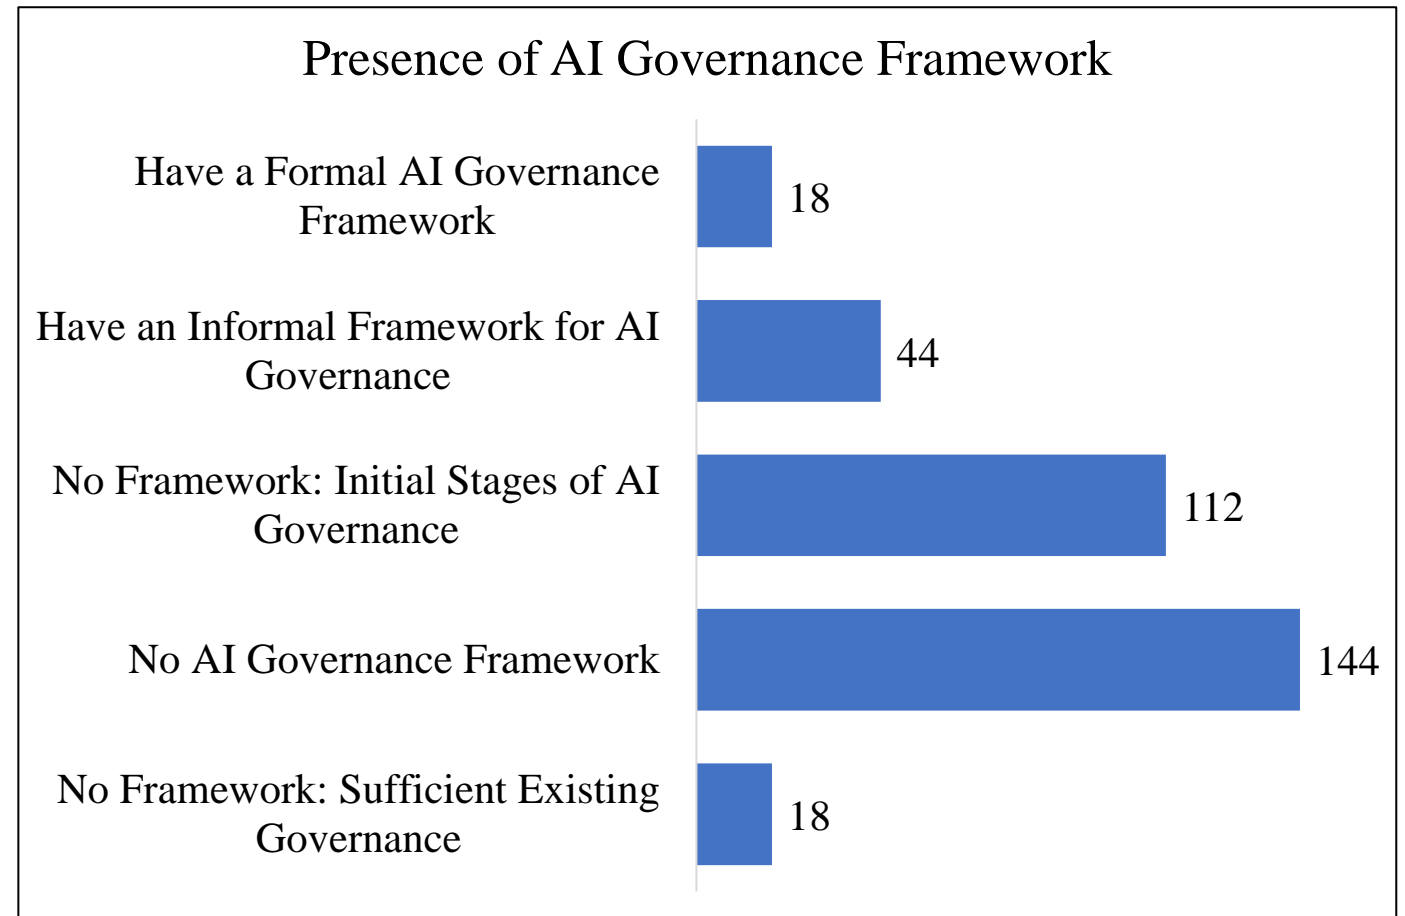 Presence of AI Governance Framework
Have a Formal AI Governance
Framework
18
Have an Informal Framework for AI
Governance
44
No Framework: Initial Stages of AI
Governance
112
No AI Governance Framework
144
No Framework: Sufficient Existing
Governance
18